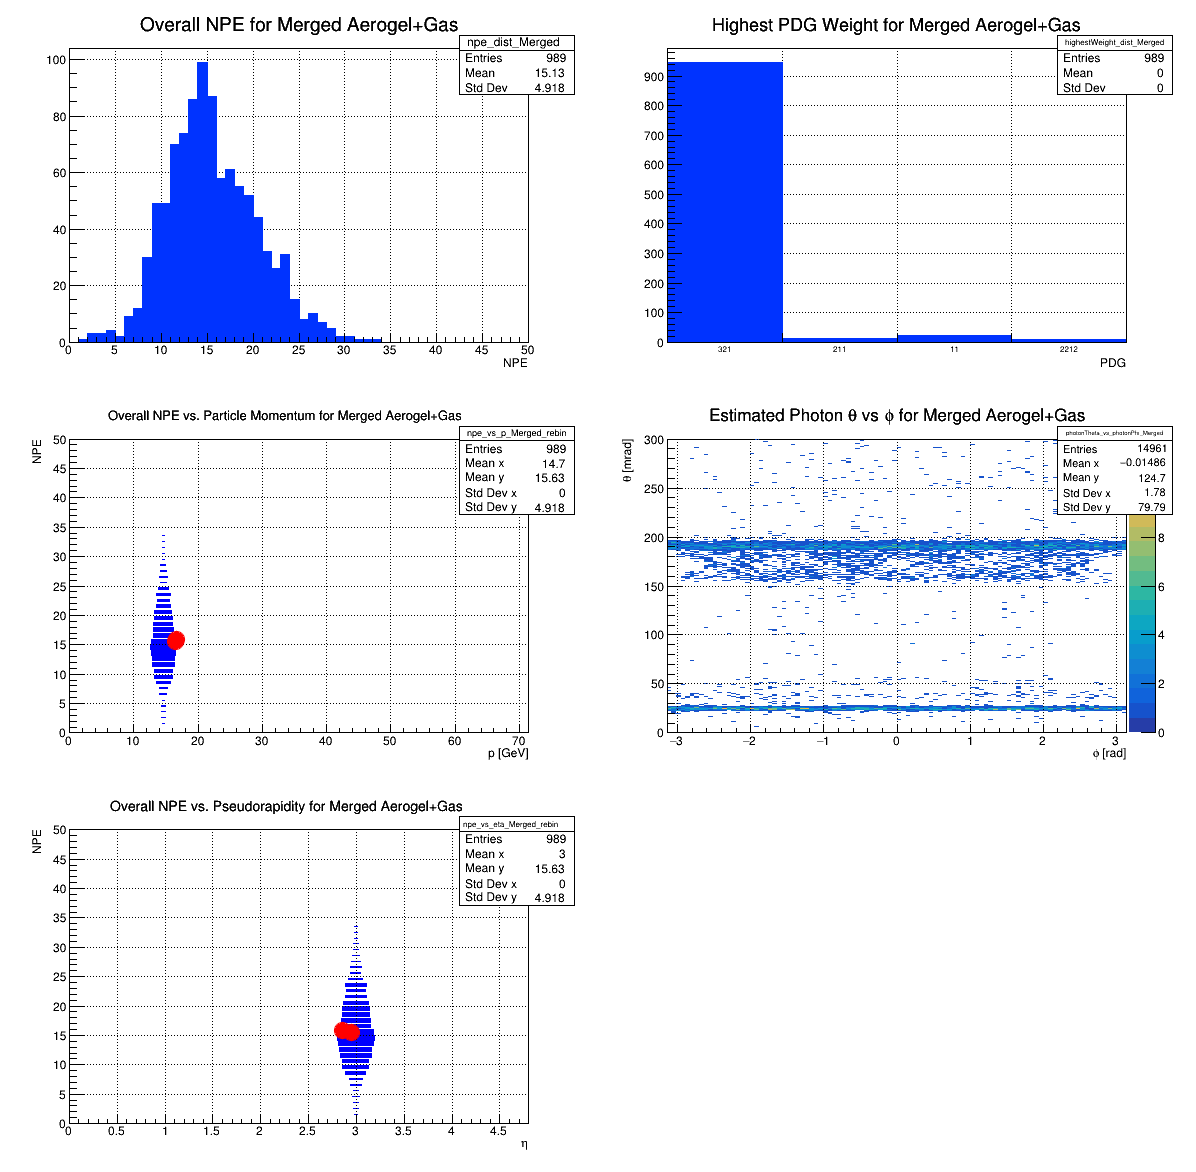 Overall NPE for Merged Aerogel+Gas
npe_dist_Merged
Entries 989
Mean 15.13
Std Dev 4.918
100
80
60
40
20
0
0 5 10 15 20 25 30 35 40 45 50
NPE
Highest PDG Weight for Merged Aerogel+Gas
highestWeight_dist_Merged
Entries 989
Mean 0
Std Dev 0
900
800
700
600
500
400
300
200
100
0
321 211 11 2212
PDG
Overall NPE vs. Particle Momentum for Merged Aerogel+Gas
npe_vs_p_Merged_rebin
Entries 989
Mean x 14.7
Mean y 15.63
Std Dev x 0
Std Dev y 4.918
NPE
50
45
40
35
30
25
20
15
10
5
0
0 10 20 30 40 50 60 70
p [GeV]
Estimated Photon θ vs ϕ for Merged Aerogel+Gas
photonTheta_vs_photonPhi_Merged
Entries 14961
Mean x −0.01486
Mean y 124.7
Std Dev x 1.78
Std Dev y 79.79
θ [mrad]
300
250
200
150
100
50
0
−3 −2 −1 0 1 2 3
ϕ [rad]
8
6
4
2
0
Overall NPE vs. Pseudorapidity for Merged Aerogel+Gas
npe_vs_eta_Merged_rebin
Entries 989
Mean x 3
Mean y 15.63
Std Dev x 0
Std Dev y 4.918
NPE
50
45
40
35
30
25
20
15
10
5
0
0 0.5 1 1.5 2 2.5 3 3.5 4 4.5
η